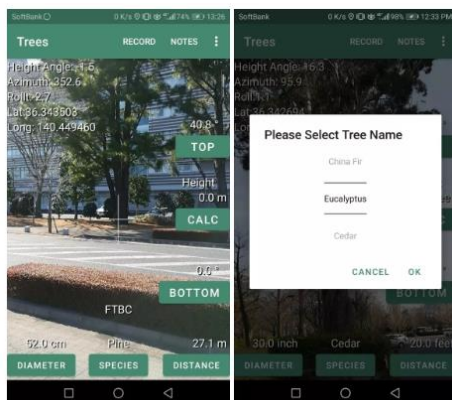 SoftBank
0 K/s
74%
13:26
Trees
RECORD
NOTES
Height Angle: -1.6
Azimuth: 352.6
Roll: -2.7
Lat:36.343503
Long: 140.449460
40.8 °
TOP
Height
0.0 m
CALC
0.0 °
BOTTOM
FTBC
52.0 cm
Pine
27.1 m
DIAMETER
SPECIES
DISTANCE
SoftBank
0 K/s
98%
12:33 PM
Trees
RECORD
NOTES
Height Angle: 16.3
Azimuth: 95.9
Lat:36.342694
Please Select Tree Name
China Fir
Eucalyptus
Cedar
CANCEL
OK
BOTTOM
30.0 inch
Cedar
20.0 feet
DIAMETER
SPECIES
DISTANCE